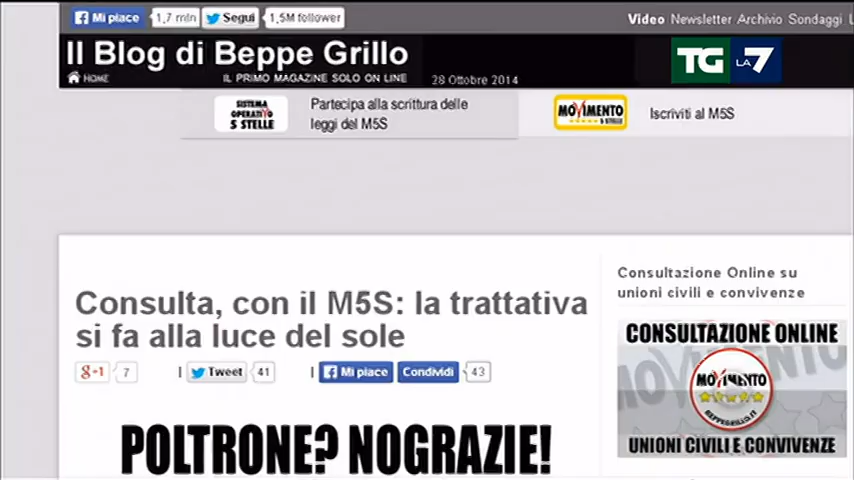 Mi piace 1,7 mln Segui 1,5M follower
Video Newsletter Archivio Sondaggi L
Il Blog di Beppe Grillo
HOME IL PRIMO MAGAZINE SOLO ON LINE 28 Ottobre 2014
TG LA7
SISTEMA
OPERATIVO
5 STELLE
Partecipa alla scrittura delle
leggi del M5S
MOVIMENTO
5 STELLE
Iscriviti al M5S
Consulta, con il M5S: la trattativa
si fa alla luce del sole
g+1 7 Tweet 41 Mi piace Condividi 43
POLTRONE? NOGRAZIE!
Consultazione Online su
unioni civili e convivenze
CONSULTAZIONE ONLINE
MOVIMENTO
BEPPEGRILLO.IT
UNIONI CIVILI E CONVIVENZE